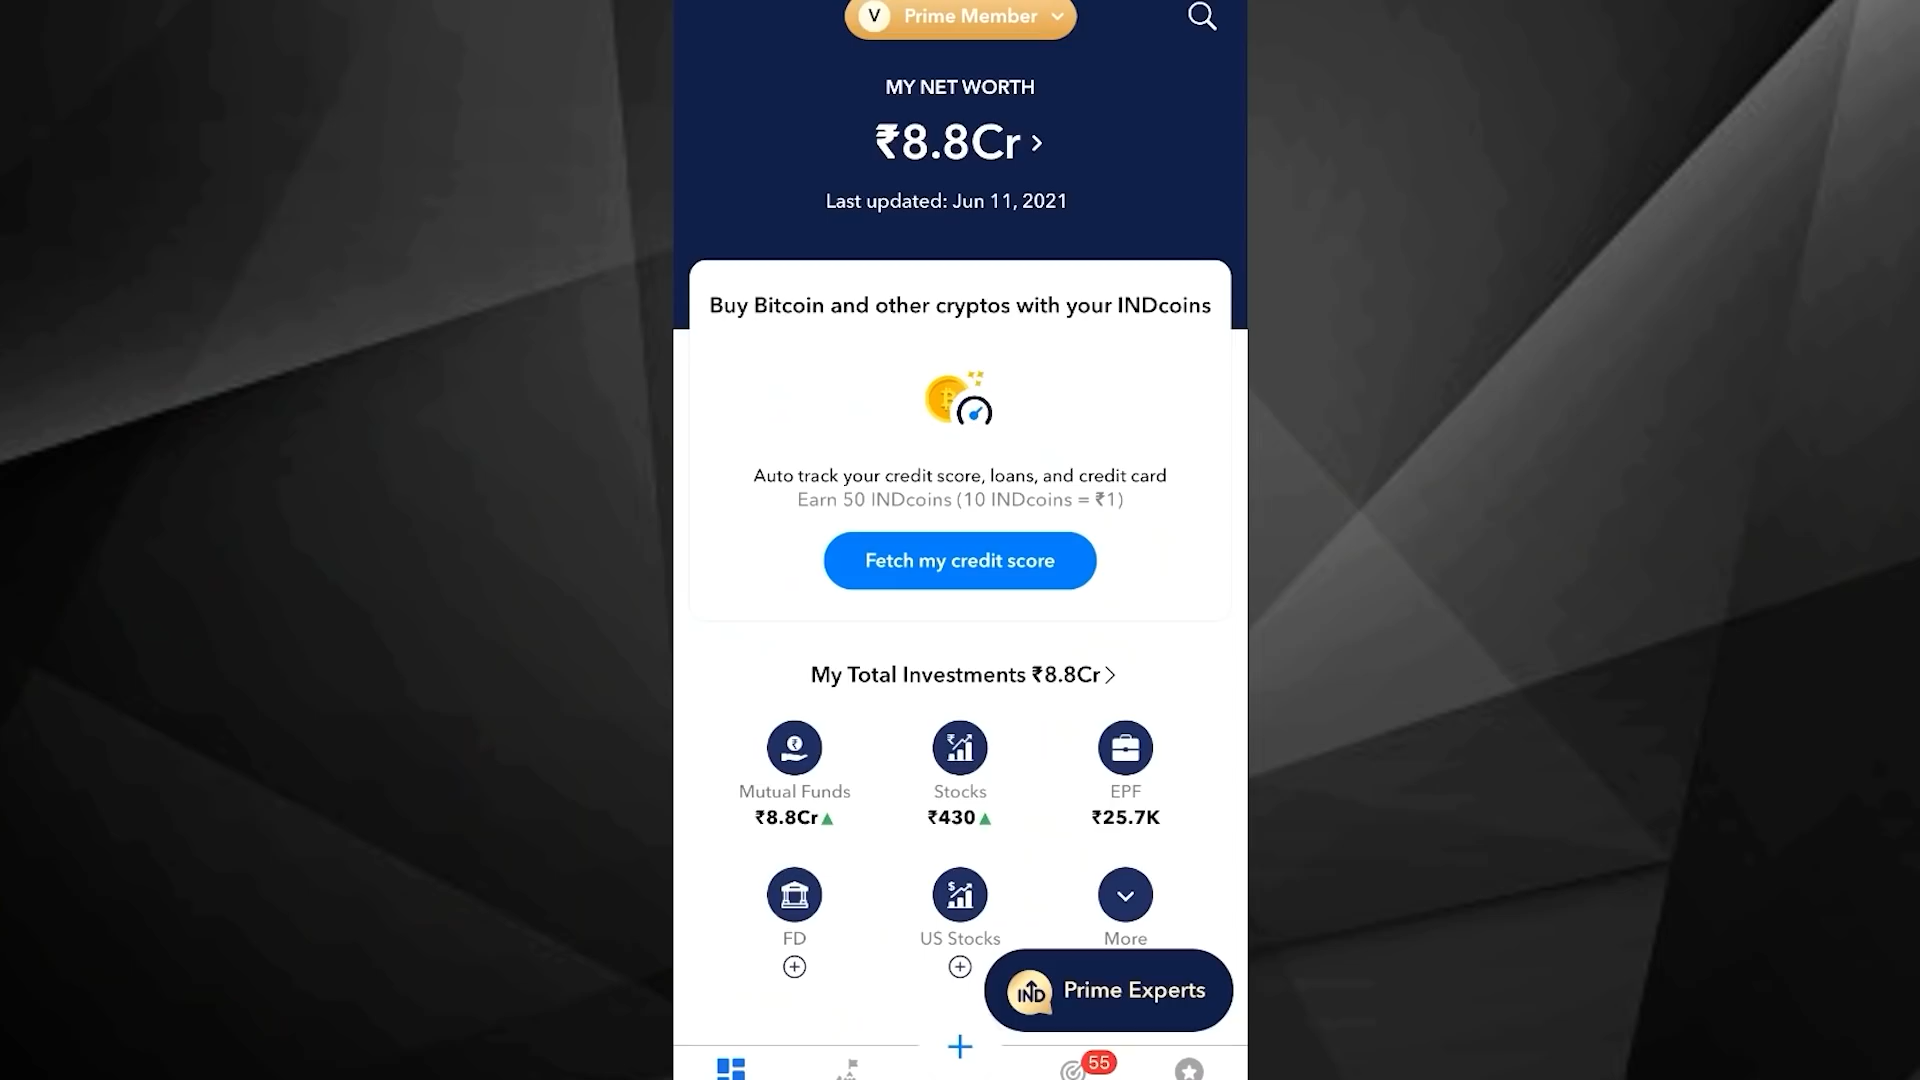 V Prime Member
MY NET WORTH
₹8.8Cr
Last updated: Jun 11, 2021
Buy Bitcoin and other cryptos with your INDcoins
Auto track your credit score, loans, and credit card
Earn 50 INDcoins (10 INDcoins = ₹1)
Fetch my credit score
My Total Investments ₹8.8Cr
Mutual Funds Stocks EPF
₹8.8Cr ₹430 ₹25.7K
FD US Stocks More
IND Prime Experts
55